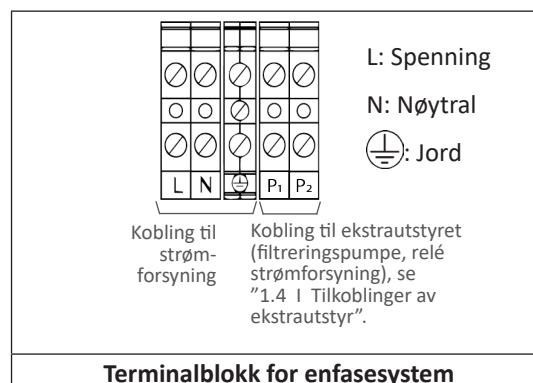 L: Spenning
N: Nøytral
: Jord
L N P₁ P₂
Kobling til
strøm-
forsyning
Kobling til ekstrautstyret
(filtreringspumpe, relé
strømforsyning), se
”1.4 I Tilkoblinger av
ekstrautstyr”.
Terminalblokk for enfasesystem